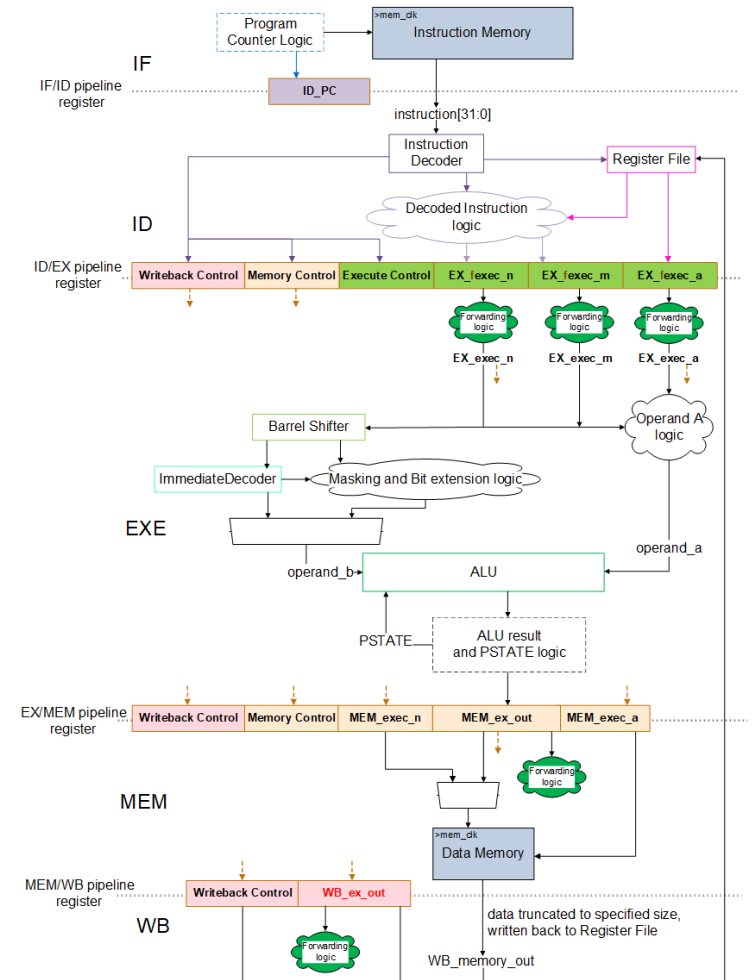 Program
Counter Logic
>mem_clk
Instruction Memory
IF
IF/ID pipeline
register
ID_PC
instruction[31:0]
Instruction
Decoder
Register File
Decoded Instruction
logic
ID
ID/EX pipeline
register
Writeback Control
Memory Control
Execute Control
EX_fexec_n
EX_fexec_m
EX_fexec_a
Forwarding
logic
Forwarding
logic
Forwarding
logic
EX_exec_n
EX_exec_m
EX_exec_a
Barrel Shifter
Operand A
logic
ImmediateDecoder
Masking and Bit extension logic
EXE
operand_a
operand_b
ALU
PSTATE
ALU result
and PSTATE logic
EX/MEM pipeline
register
Writeback Control
Memory Control
MEM_exec_n
MEM_ex_out
MEM_exec_a
Forwarding
logic
MEM
>mem_clk
Data Memory
MEM/WB pipeline
register
Writeback Control
WB_ex_out
WB
data truncated to specified size,
written back to Register File
Forwarding
logic
WB_memory_out